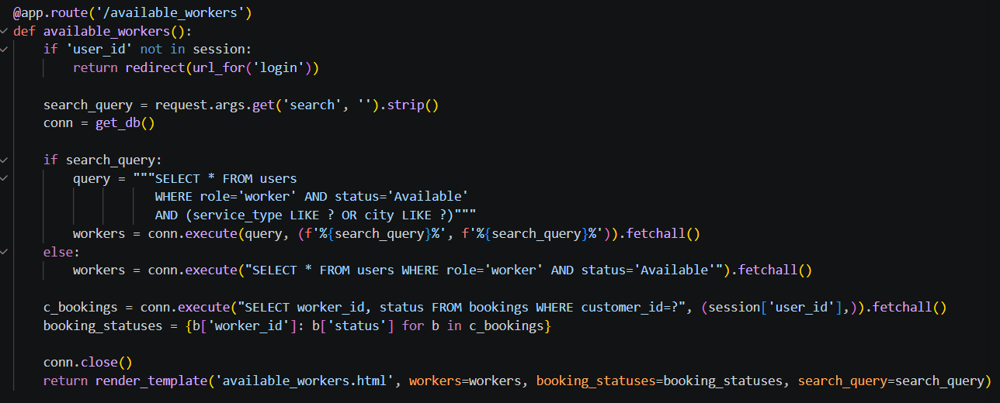 @app.route('/available_workers')
def available_workers():
    if 'user_id' not in session:
        return redirect(url_for('login'))
    search_query = request.args.get('search', '').strip()
    conn = get_db()
    if search_query:
        query = """SELECT * FROM users
                   WHERE role='worker' AND status='Available'
                   AND (service_type LIKE ? OR city LIKE ?)"""
        workers = conn.execute(query, (f'%{search_query}%', f'%{search_query}%')).fetchall()
    else:
        workers = conn.execute("SELECT * FROM users WHERE role='worker' AND status='Available'").fetchall()
    c_bookings = conn.execute("SELECT worker_id, status FROM bookings WHERE customer_id=?", (session['user_id'],)).fetchall()
    booking_statuses = {b['worker_id']: b['status'] for b in c_bookings}
    conn.close()
    return render_template('available_workers.html', workers=workers, booking_statuses=booking_statuses, search_query=search_query)